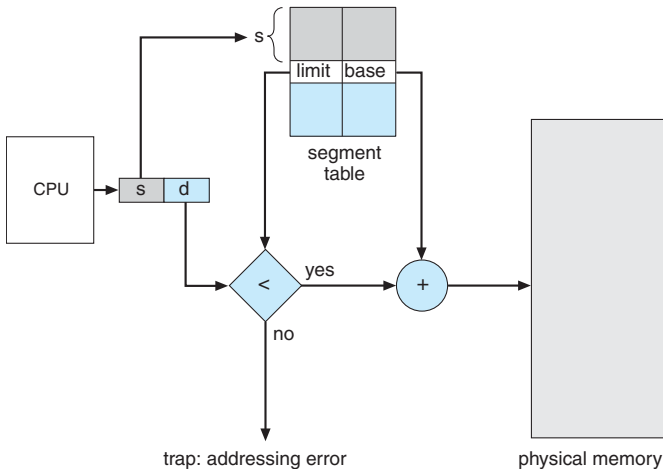 s
limit base
segment
table
CPU
s d
<
yes
+
no
trap: addressing error
physical memory